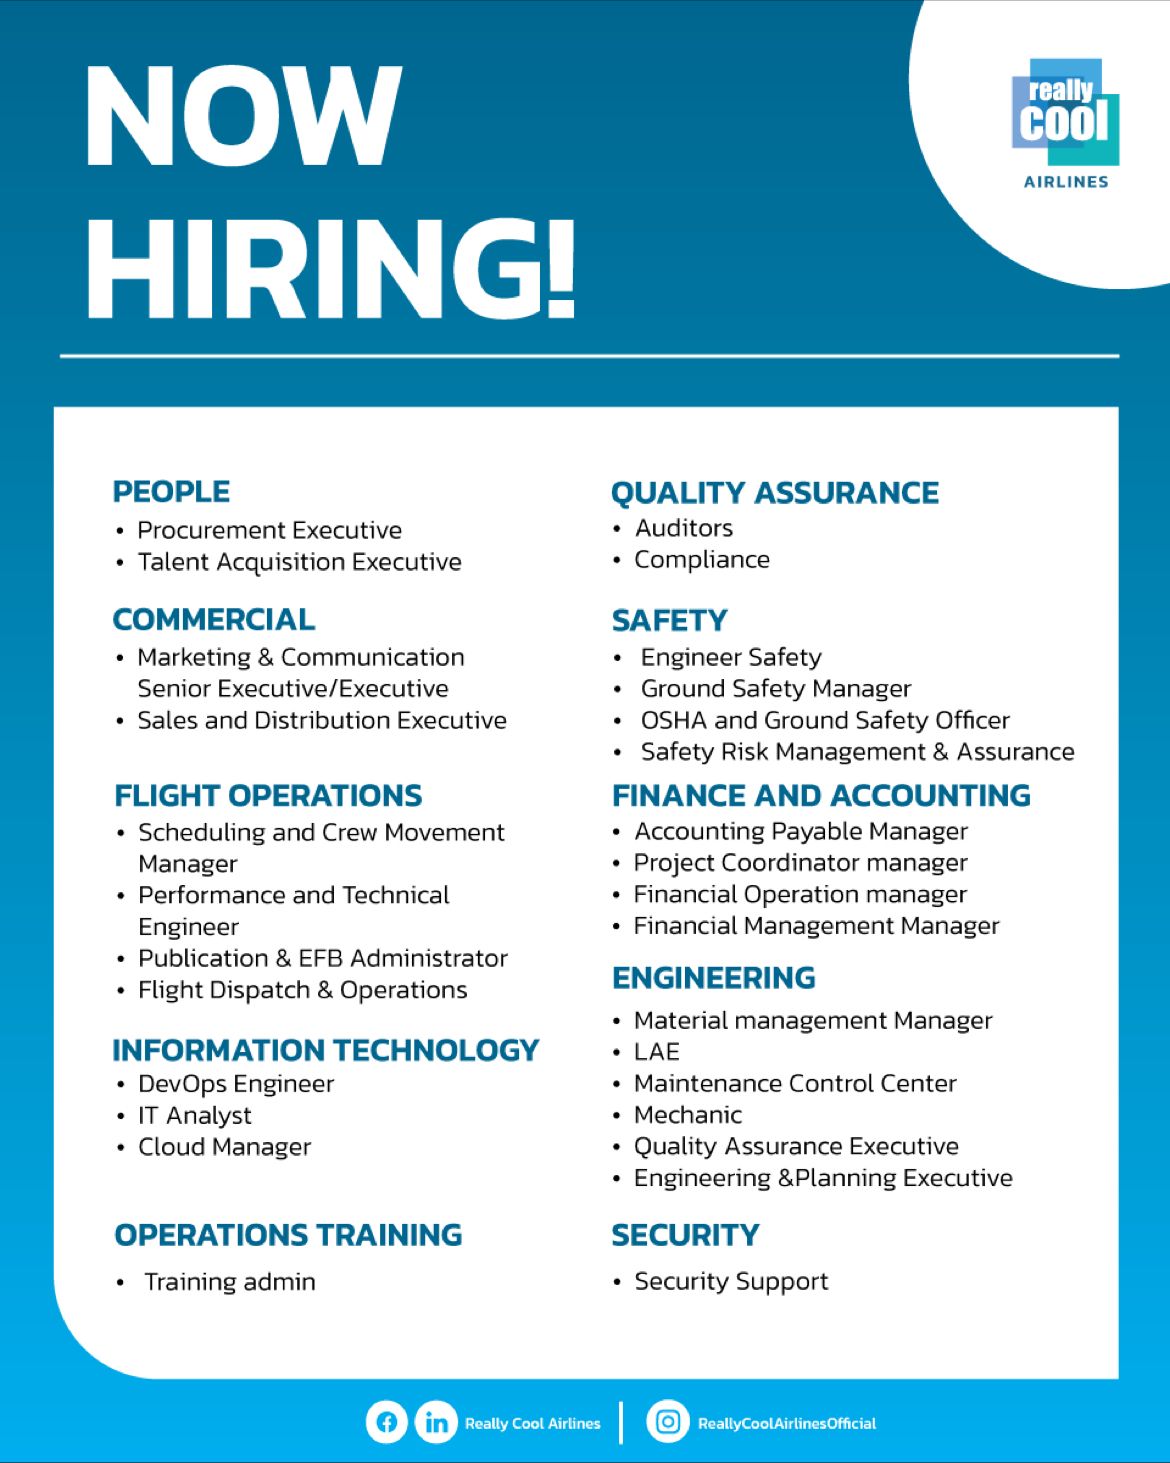 NOW
HIRING!
really
cool
AIRLINES
PEOPLE
• Procurement Executive
• Talent Acquisition Executive
COMMERCIAL
• Marketing & Communication
Senior Executive/Executive
• Sales and Distribution Executive
FLIGHT OPERATIONS
• Scheduling and Crew Movement
Manager
• Performance and Technical
Engineer
• Publication & EFB Administrator
• Flight Dispatch & Operations
INFORMATION TECHNOLOGY
• DevOps Engineer
• IT Analyst
• Cloud Manager
OPERATIONS TRAINING
• Training admin
QUALITY ASSURANCE
• Auditors
• Compliance
SAFETY
• Engineer Safety
• Ground Safety Manager
• OSHA and Ground Safety Officer
• Safety Risk Management & Assurance
FINANCE AND ACCOUNTING
• Accounting Payable Manager
• Project Coordinator manager
• Financial Operation manager
• Financial Management Manager
ENGINEERING
• Material management Manager
• LAE
• Maintenance Control Center
• Mechanic
• Quality Assurance Executive
• Engineering &Planning Executive
SECURITY
• Security Support
Really Cool Airlines
ReallyCoolAirlinesOfficial